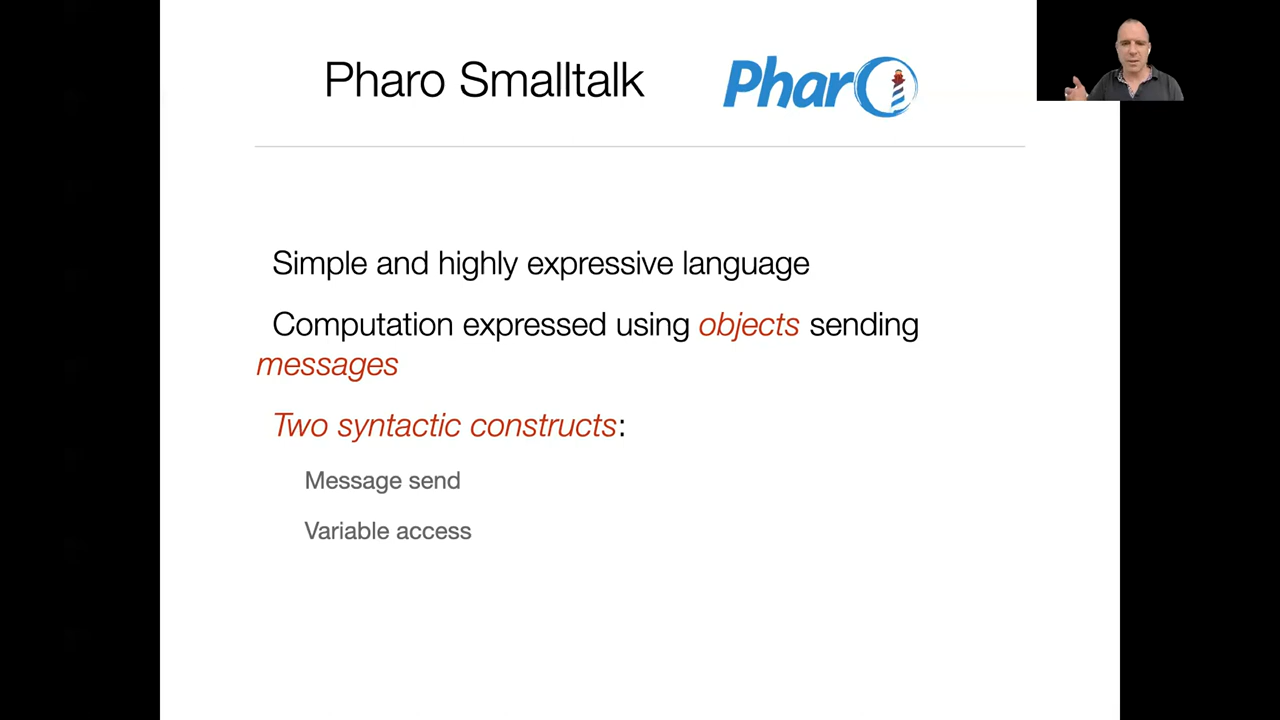 Pharo Smalltalk
Pharo
Simple and highly expressive language
Computation expressed using objects sending
messages
Two syntactic constructs:
Message send
Variable access